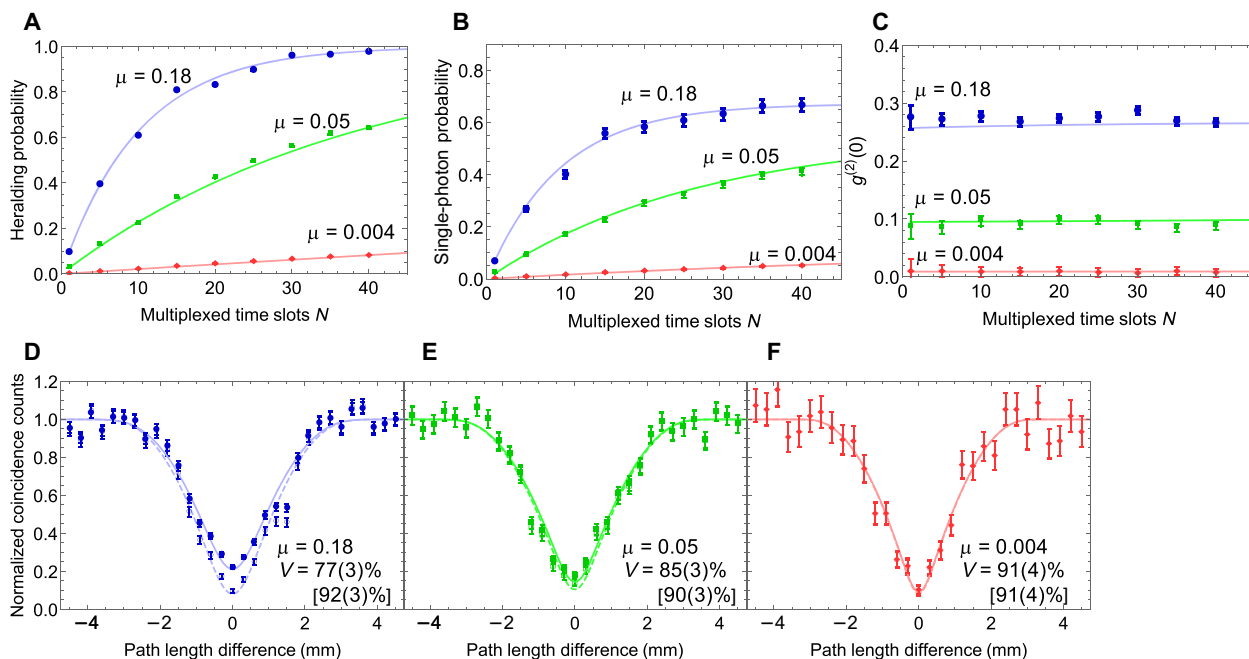 A
B
C
Heralding probability
1.0
0.8
0.6
0.4
0.2
0.0
μ = 0.18
μ = 0.05
μ = 0.004
0 10 20 30 40
Multiplexed time slots N
Single-photon probability
1.0
0.8
0.6
0.4
0.2
0.0
μ = 0.18
μ = 0.05
μ = 0.004
0 10 20 30 40
Multiplexed time slots N
g(2)(0)
0.4
0.3
0.2
0.1
0.0
μ = 0.18
μ = 0.05
μ = 0.004
0 10 20 30 40
Multiplexed time slots N
D
E
F
Normalized coincidence counts
1.2
1.0
0.8
0.6
0.4
0.2
0.0
μ = 0.18
V = 77(3)%
[92(3)%]
−4 −2 0 2 4
Path length difference (mm)
μ = 0.05
V = 85(3)%
[90(3)%]
−4 −2 0 2 4
Path length difference (mm)
μ = 0.004
V = 91(4)%
[91(4)%]
−4 −2 0 2 4
Path length difference (mm)